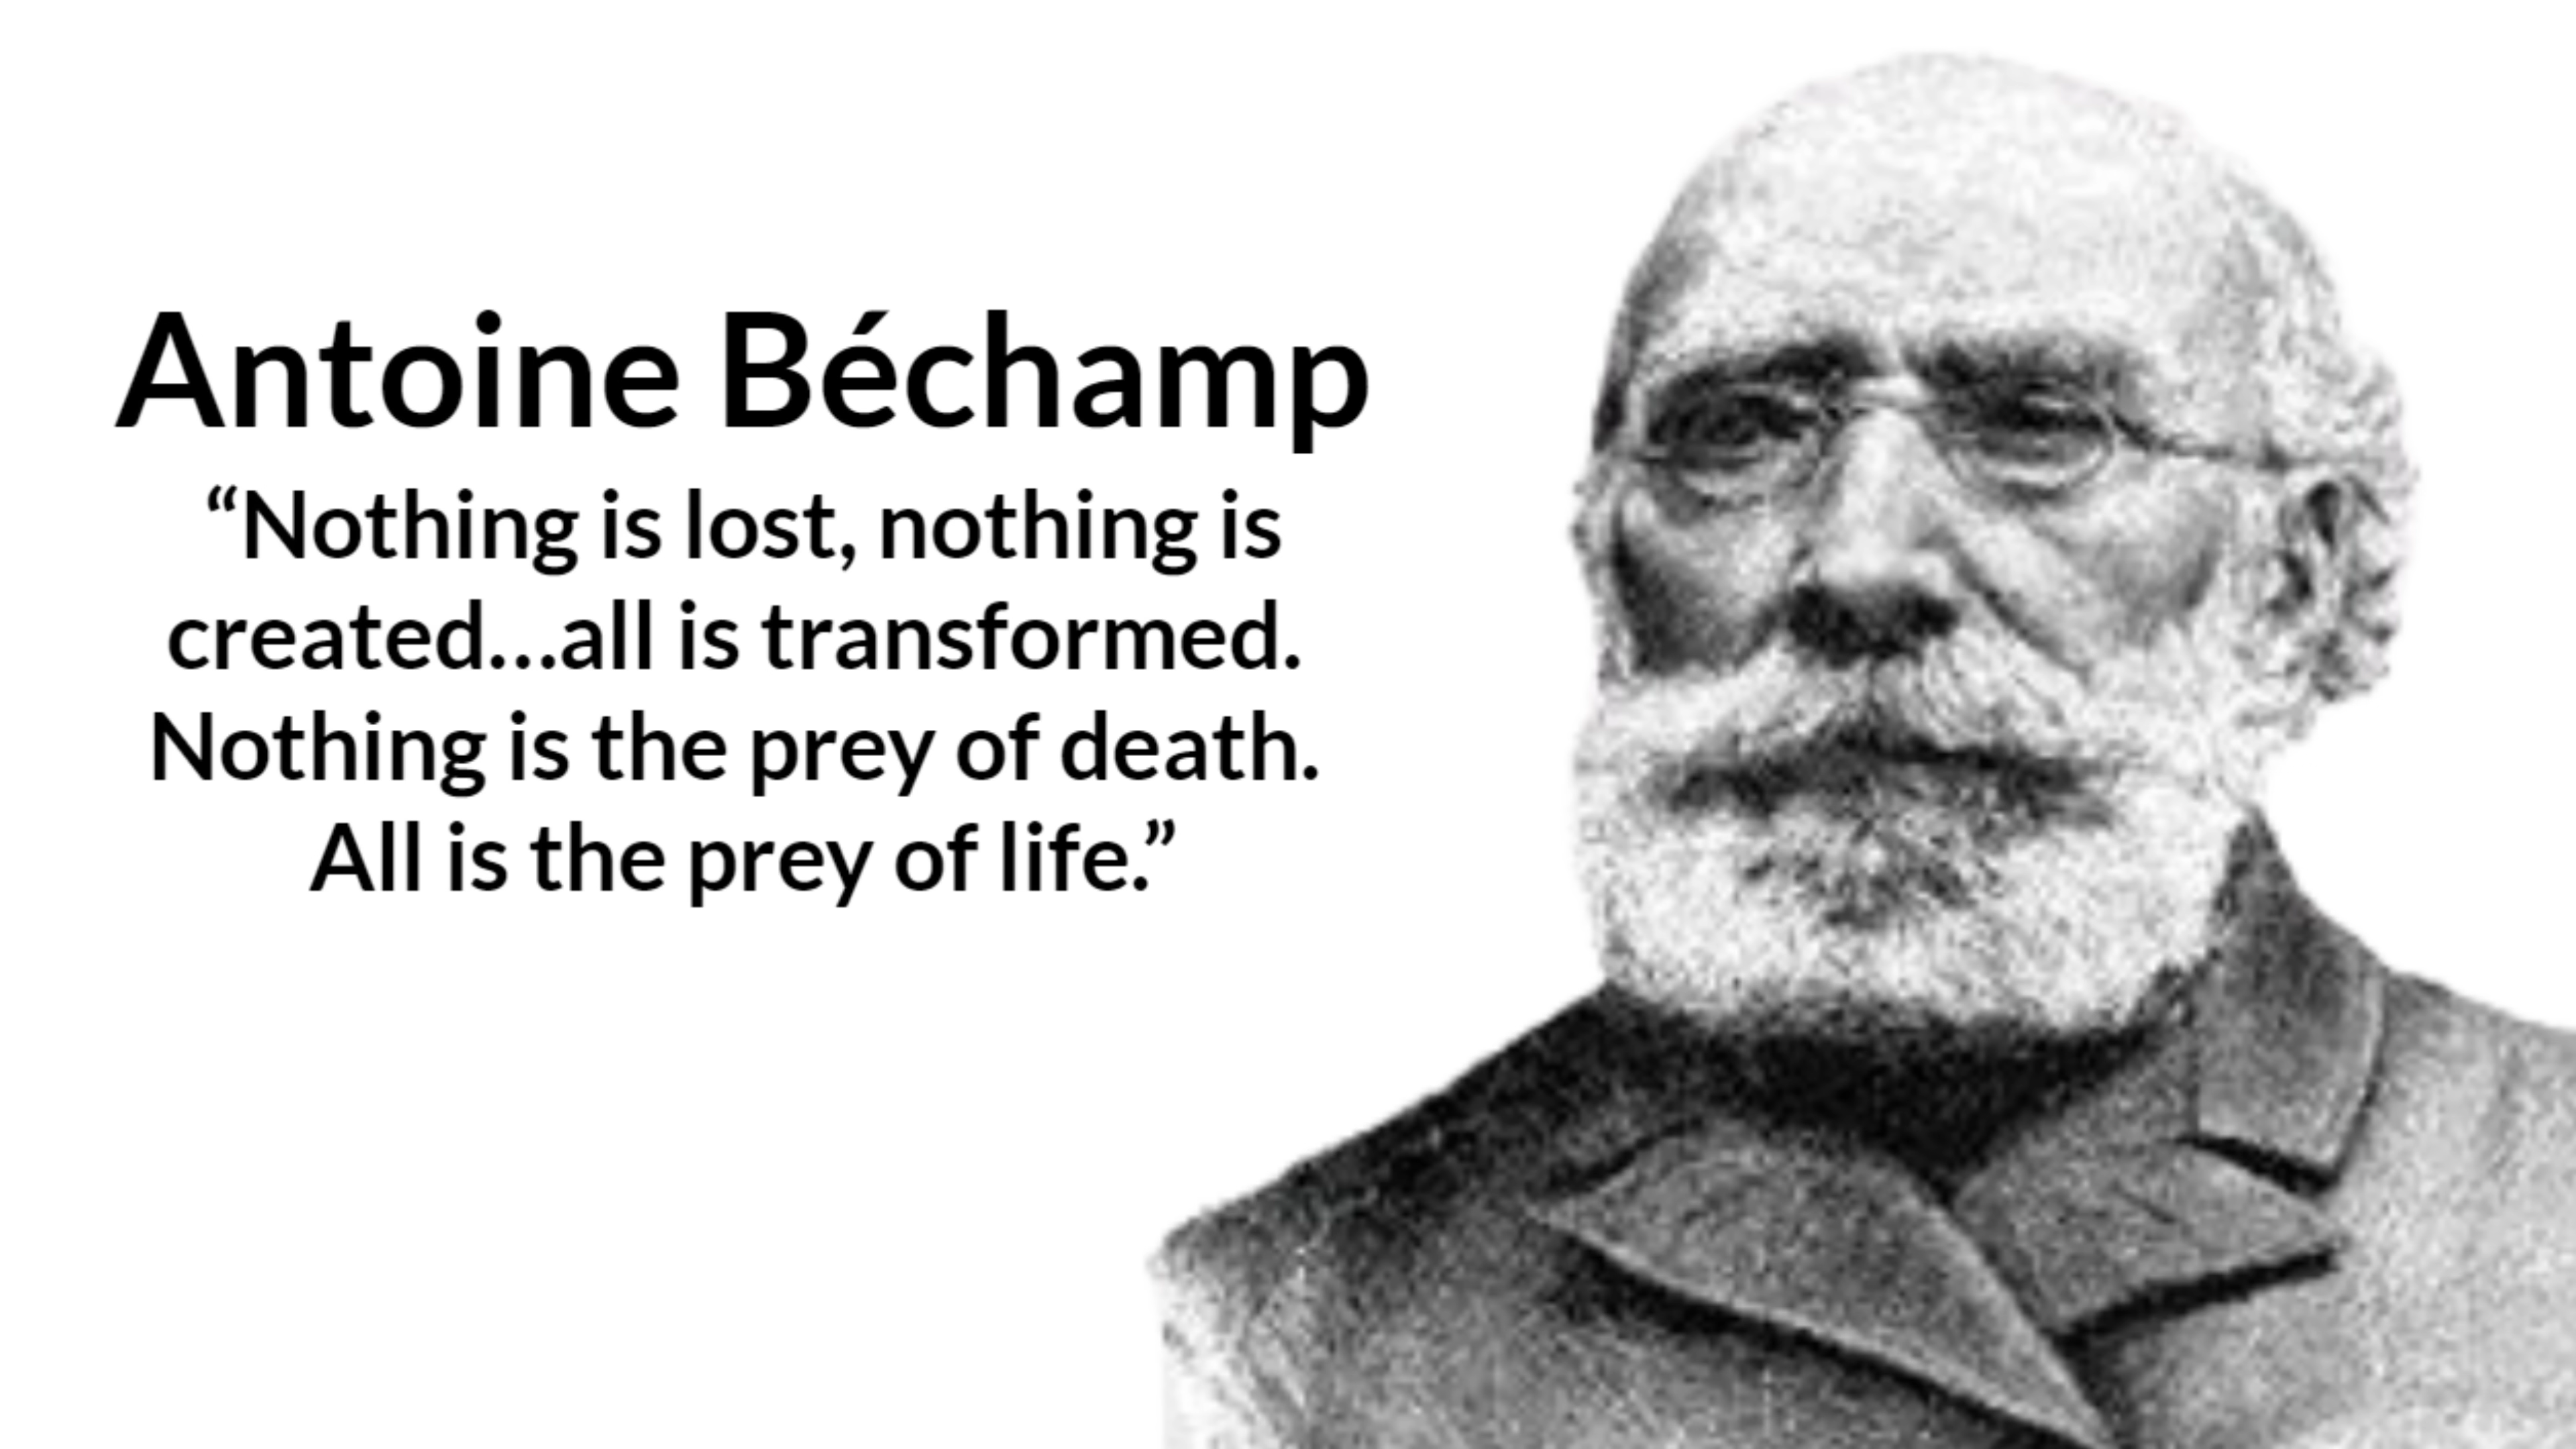 Antoine Béchamp
“Nothing is lost, nothing is
created...all is transformed.
Nothing is the prey of death.
All is the prey of life.”